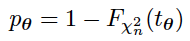 p_θ = 1 − F_{χ²_n}(t_θ)